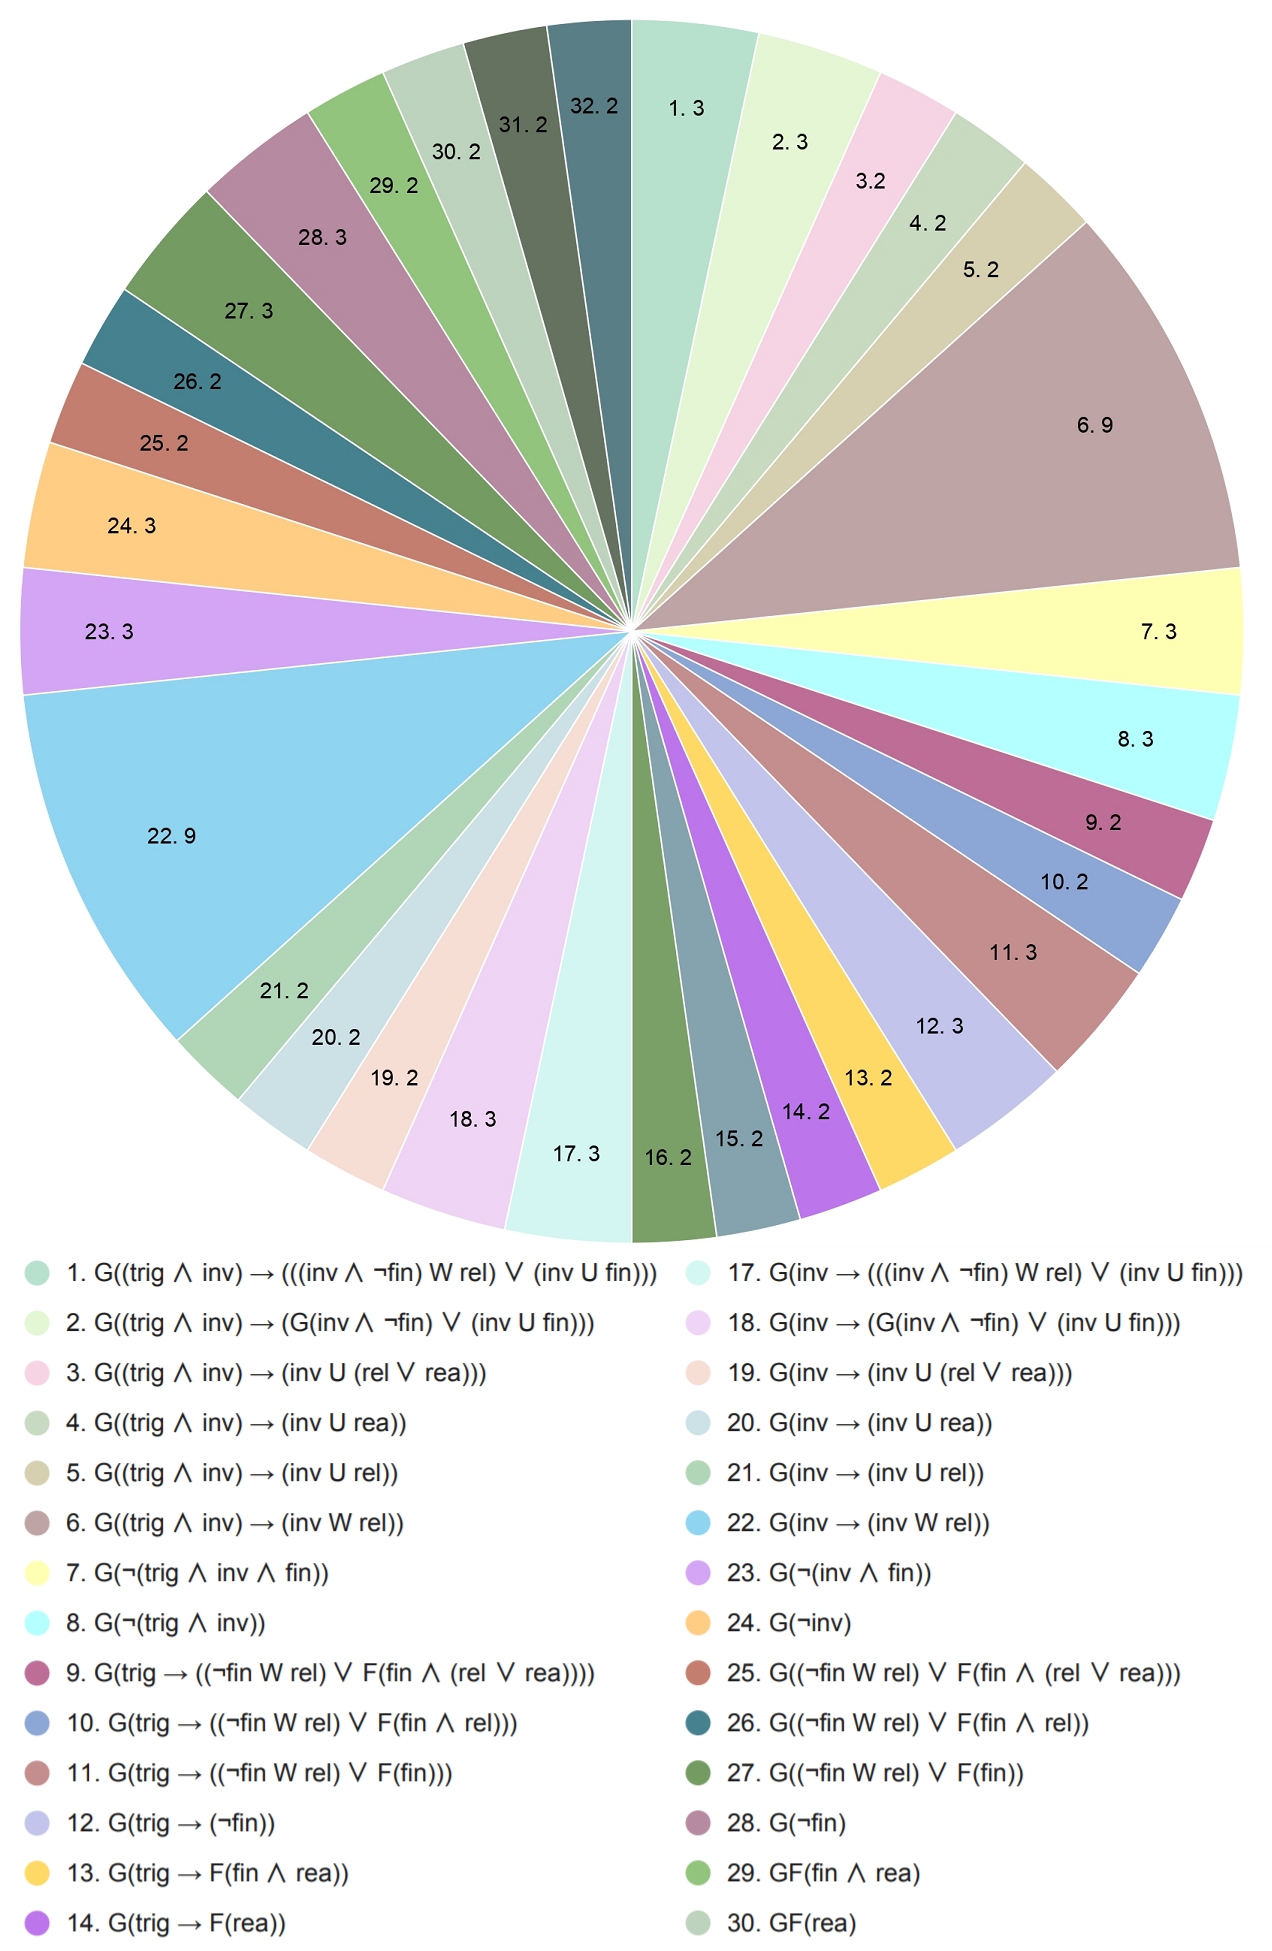 32. 2
1. 3
31. 2
2. 3
30. 2
3.2
29. 2
4. 2
28. 3
5. 2
27. 3
26. 2
6. 9
25. 2
24. 3
23. 3
7. 3
8. 3
22. 9
9. 2
10. 2
11. 3
21. 2
12. 3
20. 2
19. 2
13. 2
18. 3
14. 2
17. 3
16. 2
15. 2
1. G((trig ∧ inv) → (((inv ∧ ¬fin) W rel) ∨ (inv U fin)))
2. G((trig ∧ inv) → (G(inv ∧ ¬fin) ∨ (inv U fin)))
3. G((trig ∧ inv) → (inv U (rel ∨ rea)))
4. G((trig ∧ inv) → (inv U rea))
5. G((trig ∧ inv) → (inv U rel))
6. G((trig ∧ inv) → (inv W rel))
7. G(¬(trig ∧ inv ∧ fin))
8. G(¬(trig ∧ inv))
9. G(trig → ((¬fin W rel) ∨ F(fin ∧ (rel ∨ rea))))
10. G(trig → ((¬fin W rel) ∨ F(fin ∧ rel)))
11. G(trig → ((¬fin W rel) ∨ F(fin)))
12. G(trig → (¬fin))
13. G(trig → F(fin ∧ rea))
14. G(trig → F(rea))
17. G(inv → (((inv ∧ ¬fin) W rel) ∨ (inv U fin)))
18. G(inv → (G(inv ∧ ¬fin) ∨ (inv U fin)))
19. G(inv → (inv U (rel ∨ rea)))
20. G(inv → (inv U rea))
21. G(inv → (inv U rel))
22. G(inv → (inv W rel))
23. G(¬(inv ∧ fin))
24. G(¬inv)
25. G((¬fin W rel) ∨ F(fin ∧ (rel ∨ rea)))
26. G((¬fin W rel) ∨ F(fin ∧ rel))
27. G((¬fin W rel) ∨ F(fin))
28. G(¬fin)
29. GF(fin ∧ rea)
30. GF(rea)